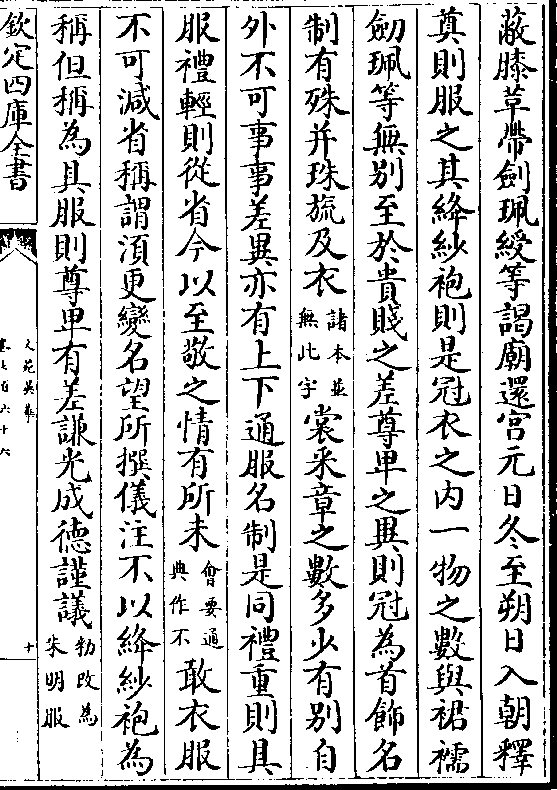 蔽膝革帶劍珮綬等謁廟還宫元日冬至朔日入朝釋
奠則服之其絳紗袍則是冠衣之内一物之數與裙襦
劒珮等無别至於貴賤之差尊卑之異則冠為首飾名
制有殊并珠旒及衣諸本並無此字裳釆章之數多少有别自
外不可事事差異亦有上下通服名制是同禮重則具
服禮輕則從省今以至敬之情有所未㑹要通典作不敢衣服
不可減省稱謂湏更變名望所撰儀注不以絳紗袍為
稱但稱為具服則尊卑有差謙光成德謹議勑改為朱明服
欽定四庫全書
文苑英華
卷七百六十六
十